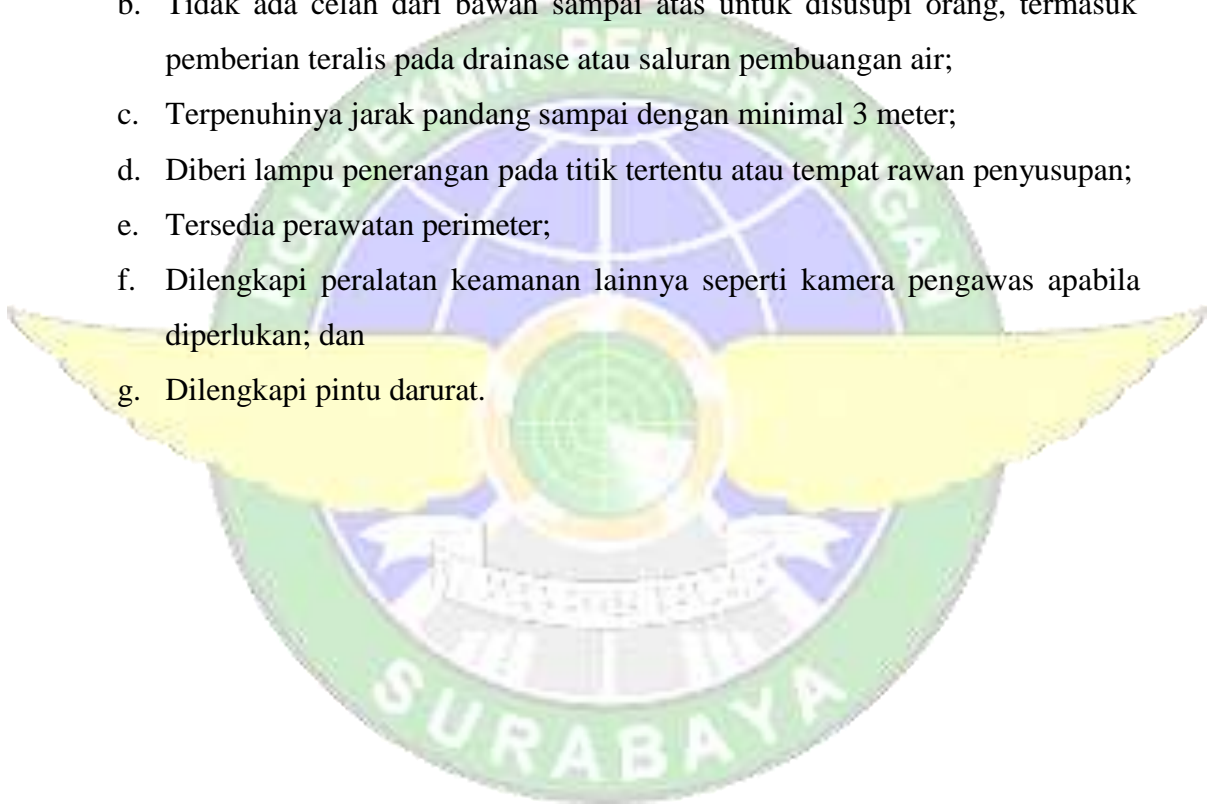 b. Tidak ada celah dari bawah sampai atas untuk disusupi orang, termasuk
pemberian teralis pada drainase atau saluran pembuangan air;
c. Terpenuhinya jarak pandang sampai dengan minimal 3 meter;
d. Diberi lampu penerangan pada titik tertentu atau tempat rawan penyusupan;
e. Tersedia perawatan perimeter;
f. Dilengkapi peralatan keamanan lainnya seperti kamera pengawas apabila
diperlukan; dan
g. Dilengkapi pintu darurat.
POLITEKNIK PENERBANGAN
SURABAYA